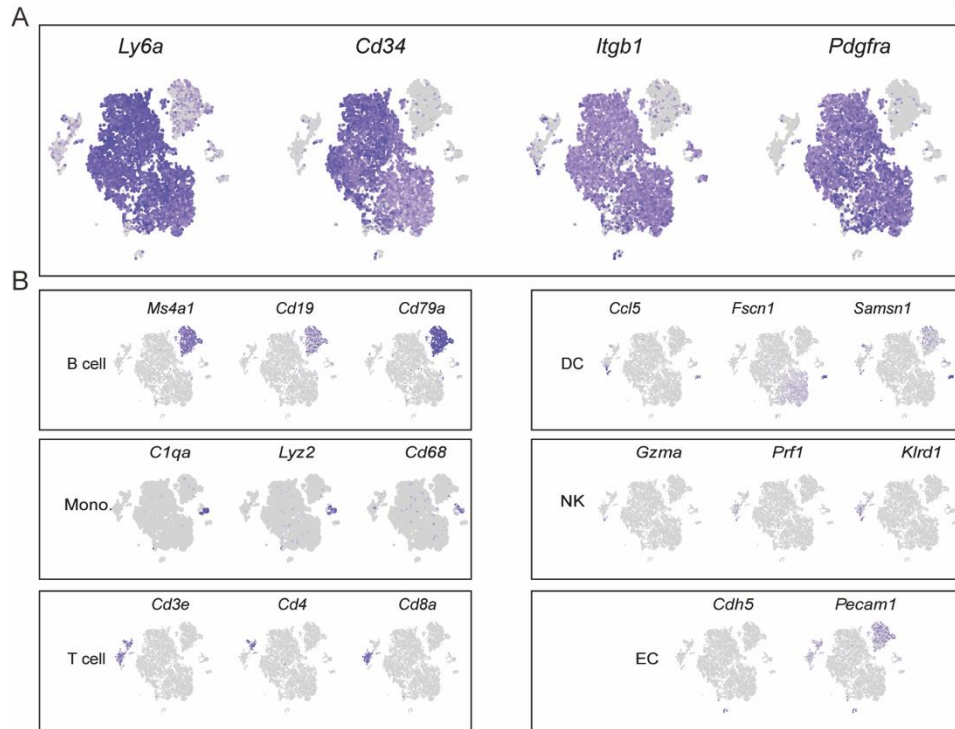 A
Ly6a Cd34 Itgb1 Pdgfra
B
Ms4a1 Cd19 Cd79a
B cell
Ccl5 Fscn1 Samsn1
DC
C1qa Lyz2 Cd68
Mono.
Gzma Prf1 Klrd1
NK
Cd3e Cd4 Cd8a
T cell
Cdh5 Pecam1
EC